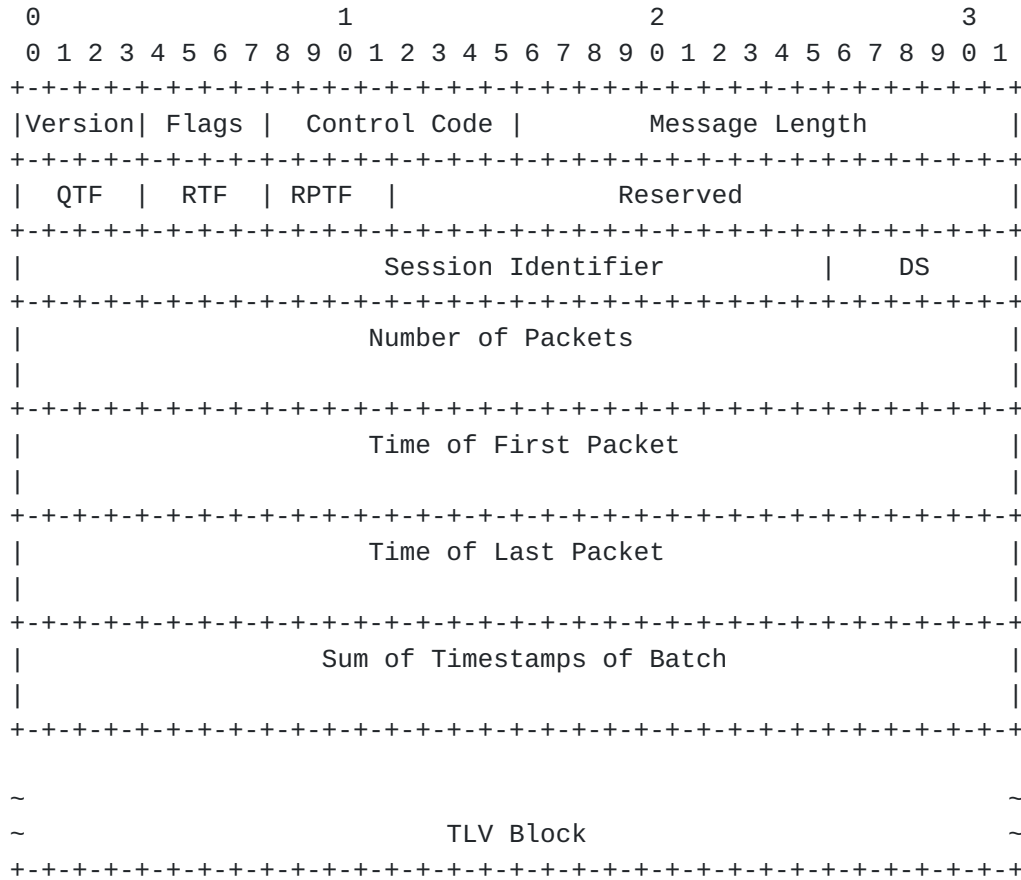 0                   1                   2                   3
 0 1 2 3 4 5 6 7 8 9 0 1 2 3 4 5 6 7 8 9 0 1 2 3 4 5 6 7 8 9 0 1
+-+-+-+-+-+-+-+-+-+-+-+-+-+-+-+-+-+-+-+-+-+-+-+-+-+-+-+-+-+-+-+-+
|Version| Flags |  Control Code |        Message Length         |
+-+-+-+-+-+-+-+-+-+-+-+-+-+-+-+-+-+-+-+-+-+-+-+-+-+-+-+-+-+-+-+-+
|  QTF  |  RTF  | RPTF  |              Reserved                 |
+-+-+-+-+-+-+-+-+-+-+-+-+-+-+-+-+-+-+-+-+-+-+-+-+-+-+-+-+-+-+-+-+
|                       Session Identifier          |    DS     |
+-+-+-+-+-+-+-+-+-+-+-+-+-+-+-+-+-+-+-+-+-+-+-+-+-+-+-+-+-+-+-+-+
|                      Number of Packets                        |
|                                                               |
+-+-+-+-+-+-+-+-+-+-+-+-+-+-+-+-+-+-+-+-+-+-+-+-+-+-+-+-+-+-+-+-+
|                      Time of First Packet                     |
|                                                               |
+-+-+-+-+-+-+-+-+-+-+-+-+-+-+-+-+-+-+-+-+-+-+-+-+-+-+-+-+-+-+-+-+
|                      Time of Last Packet                      |
|                                                               |
+-+-+-+-+-+-+-+-+-+-+-+-+-+-+-+-+-+-+-+-+-+-+-+-+-+-+-+-+-+-+-+-+
|                   Sum of Timestamps of Batch                  |
|                                                               |
+-+-+-+-+-+-+-+-+-+-+-+-+-+-+-+-+-+-+-+-+-+-+-+-+-+-+-+-+-+-+-+-+

~                                                               ~
~                           TLV Block                           ~
+-+-+-+-+-+-+-+-+-+-+-+-+-+-+-+-+-+-+-+-+-+-+-+-+-+-+-+-+-+-+-+-+